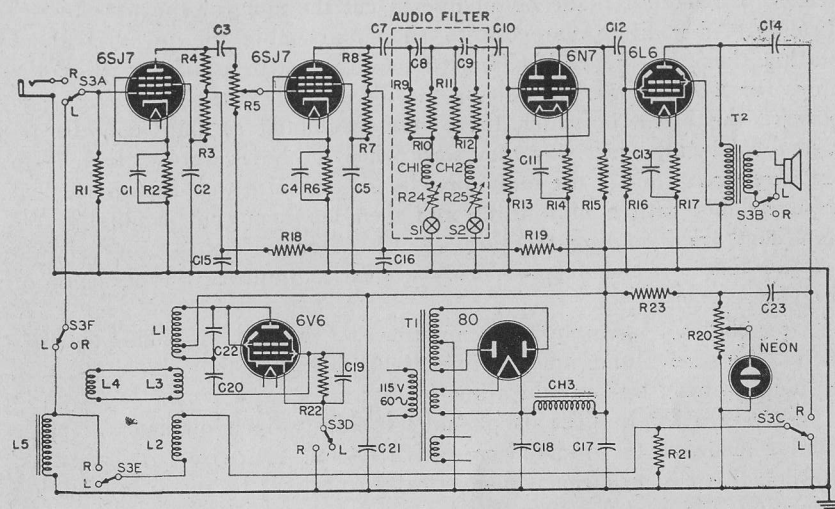 AUDIO FILTER
C3
C7
C10
C12
C14
6SJ7
6SJ7
6N7
6L6
R4
R8
C8
C9
R
S3A
L
R5
R9
R11
T2
R3
R7
R10
R12
R1
C1
R2
C2
C4
R6
C5
CH1
CH2
C11
C13
R24
R25
R13
R14
R15
R16
R17
L
S3B
R
S1
S2
R18
R19
C15
C16
S3F
L
R
L1
6V6
T1
80
R23
C23
C22
R20
NEON
L4
L3
C20
C19
115V
60~
CH3
R22
L2
S3D
S3C
R
L5
R
L
C21
C18
C17
R21
L
R
S3E
L